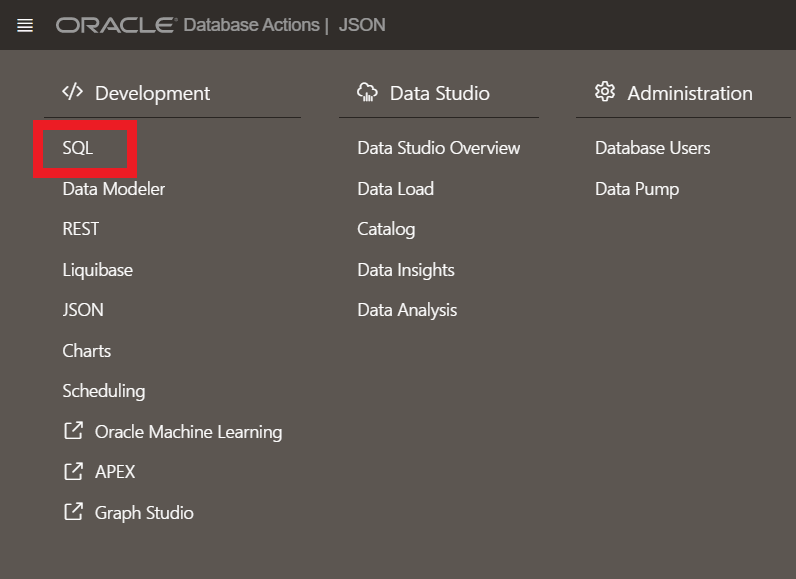 ORACLE® Database Actions | JSON
Development
SQL
Data Modeler
REST
Liquibase
JSON
Charts
Scheduling
Oracle Machine Learning
APEX
Graph Studio
Data Studio
Data Studio Overview
Data Load
Catalog
Data Insights
Data Analysis
Administration
Database Users
Data Pump